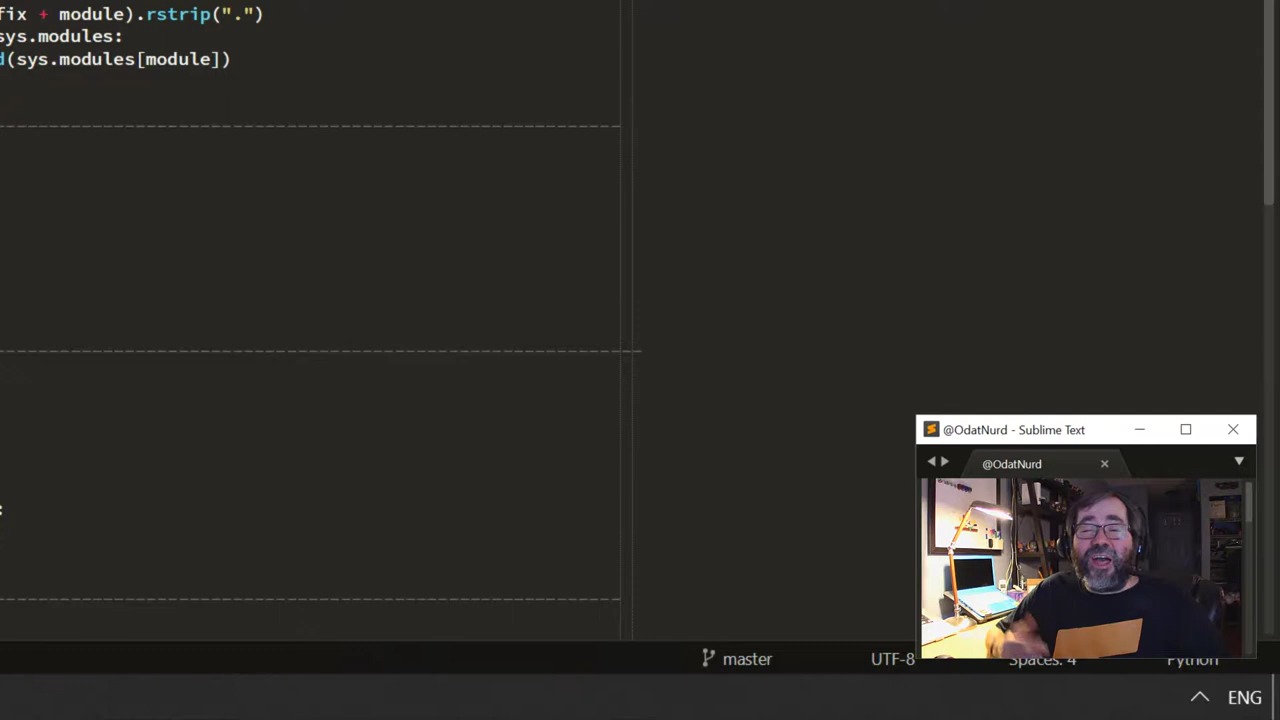 fix + module).rstrip(".")
sys.modules:
d(sys.modules[module])
:
@OdatNurd - Sublime Text
@OdatNurd
master
UTF-8
Spaces: 4
Python
ENG